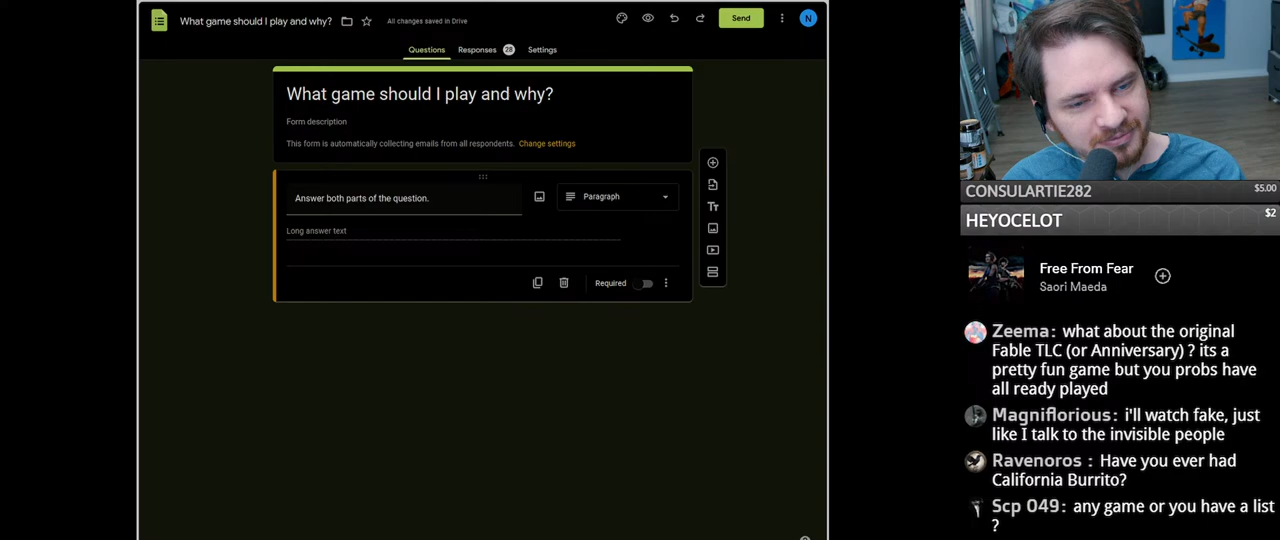 What game should I play and why?
All changes saved in Drive
Send
N
Questions
Responses
28
Settings
What game should I play and why?
Form description
This form is automatically collecting emails from all respondents. Change settings
Answer both parts of the question.
Paragraph
Long answer text
Required
Tт
CONSULARTIE282
$5.00
HEYOCELOT
$2
Free From Fear
Saori Maeda
Zeema: what about the original
Fable TLC (or Anniversary) ? its a
pretty fun game but you probs have
all ready played
Magniflorious: i'll watch fake, just
like I talk to the invisible people
Ravenoros : Have you ever had
California Burrito?
Scp 049: any game or you have a list
?